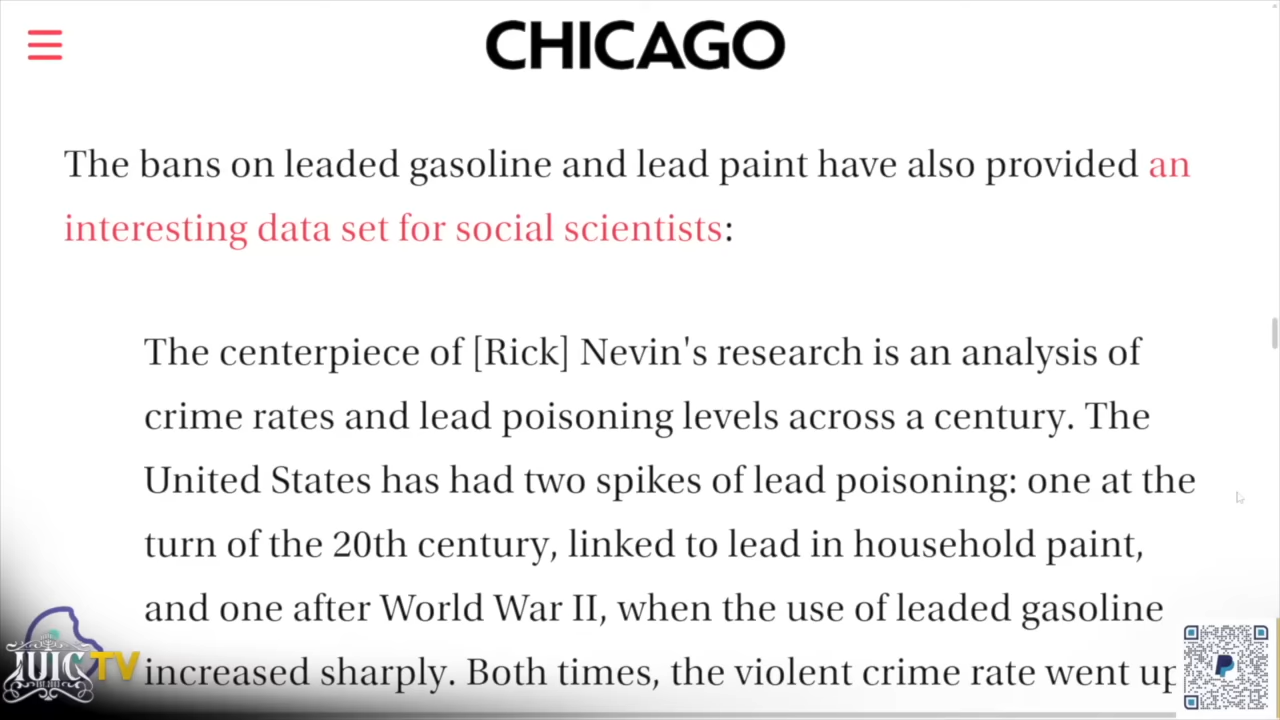 CHICAGO
The bans on leaded gasoline and lead paint have also provided an
interesting data set for social scientists:
The centerpiece of [Rick] Nevin's research is an analysis of
crime rates and lead poisoning levels across a century. The
United States has had two spikes of lead poisoning: one at the
turn of the 20th century, linked to lead in household paint,
and one after World War II, when the use of leaded gasoline
increased sharply. Both times, the violent crime rate went up
IUIC TV